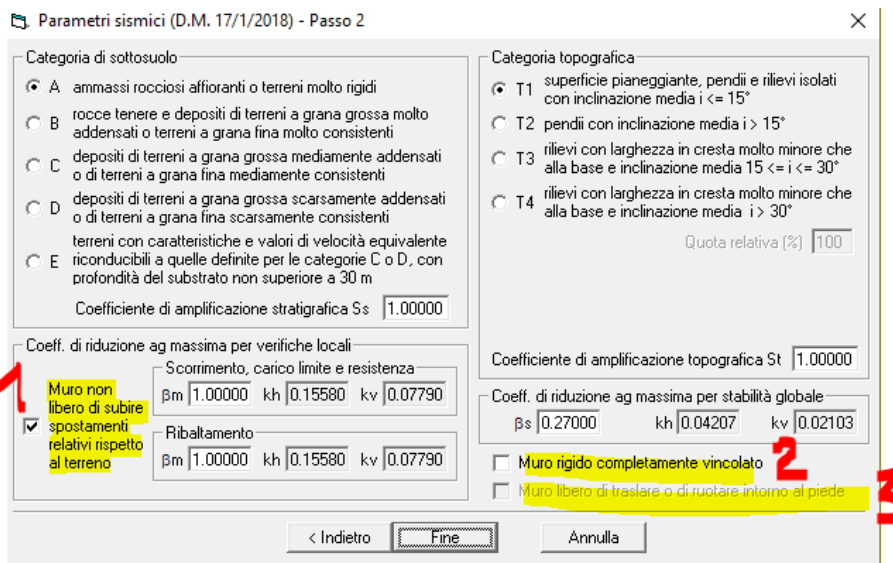 Parametri sismici (D.M. 17/1/2018) - Passo 2
Categoria di sottosuolo
A ammassi rocciosi affioranti o terreni molto rigidi
B rocce tenere e depositi di terreni a grana grossa molto
addensati o terreni a grana fina molto consistenti
C depositi di terreni a grana grossa mediamente addensati
o di terreni a grana fina mediamente consistenti
D depositi di terreni a grana grossa scarsamente addensati
o di terreni a grana fina scarsamente consistenti
E terreni con caratteristiche e valori di velocità equivalente
riconducibili a quelle definite per le categorie C o D, con
profondità del substrato non superiore a 30 m
Coefficiente di amplificazione stratigrafica Ss 1.00000
Categoria topografica
T1 superficie pianeggiante, pendii e rilievi isolati
con inclinazione media i <= 15°
T2 pendii con inclinazione media i > 15°
T3 rilievi con larghezza in cresta molto minore che
alla base e inclinazione media 15 <= i <= 30°
T4 rilievi con larghezza in cresta molto minore che
alla base e inclinazione media i > 30°
Quota relativa (%) 100
Coefficiente di amplificazione topografica St 1.00000
Coeff. di riduzione ag massima per verifiche locali
1
Muro non
libero di subire
spostamenti
relativi rispetto
al terreno
Scorrimento, carico limite e resistenza
βm 1.00000 kh 0.15580 kv 0.07790
Ribaltamento
βm 1.00000 kh 0.15580 kv 0.07790
Coeff. di riduzione ag massima per stabilità globale
βs 0.27000 kh 0.04207 kv 0.02103
Muro rigido completamente vincolato 2
Muro libero di traslare o di ruotare intorno al piede 3
< Indietro Fine Annulla